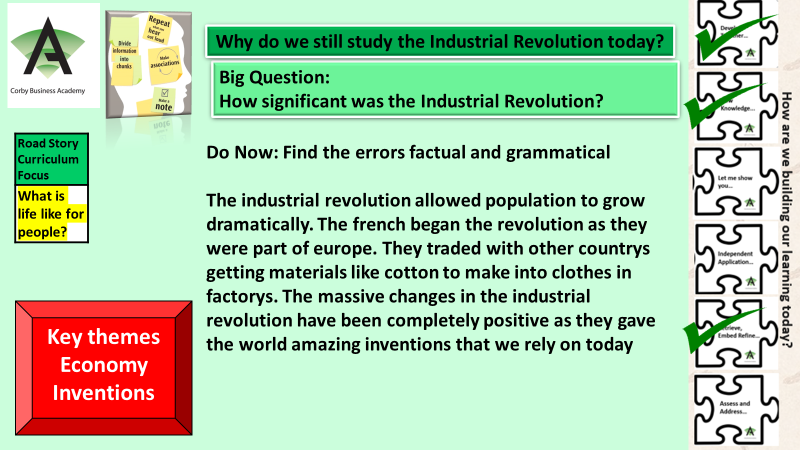 Corby Business Academy
Repeat
hear
out loud
Divide
information
into
chunks
Make
associations
Make a
note
Why do we still study the Industrial Revolution today?
Big Question:
How significant was the Industrial Revolution?
Road Story
Curriculum
Focus
What is
life like for
people?
Do Now: Find the errors factual and grammatical
The industrial revolution allowed population to grow
dramatically. The french began the revolution as they
were part of europe. They traded with other countrys
getting materials like cotton to make into clothes in
factorys. The massive changes in the industrial
revolution have been completely positive as they gave
the world amazing inventions that we rely on today
Key themes
Economy
Inventions
Knowledge...
Let me show
you...
Independent
Application...
Embed Refine...
Assess and
Address...
How are we building our learning today?